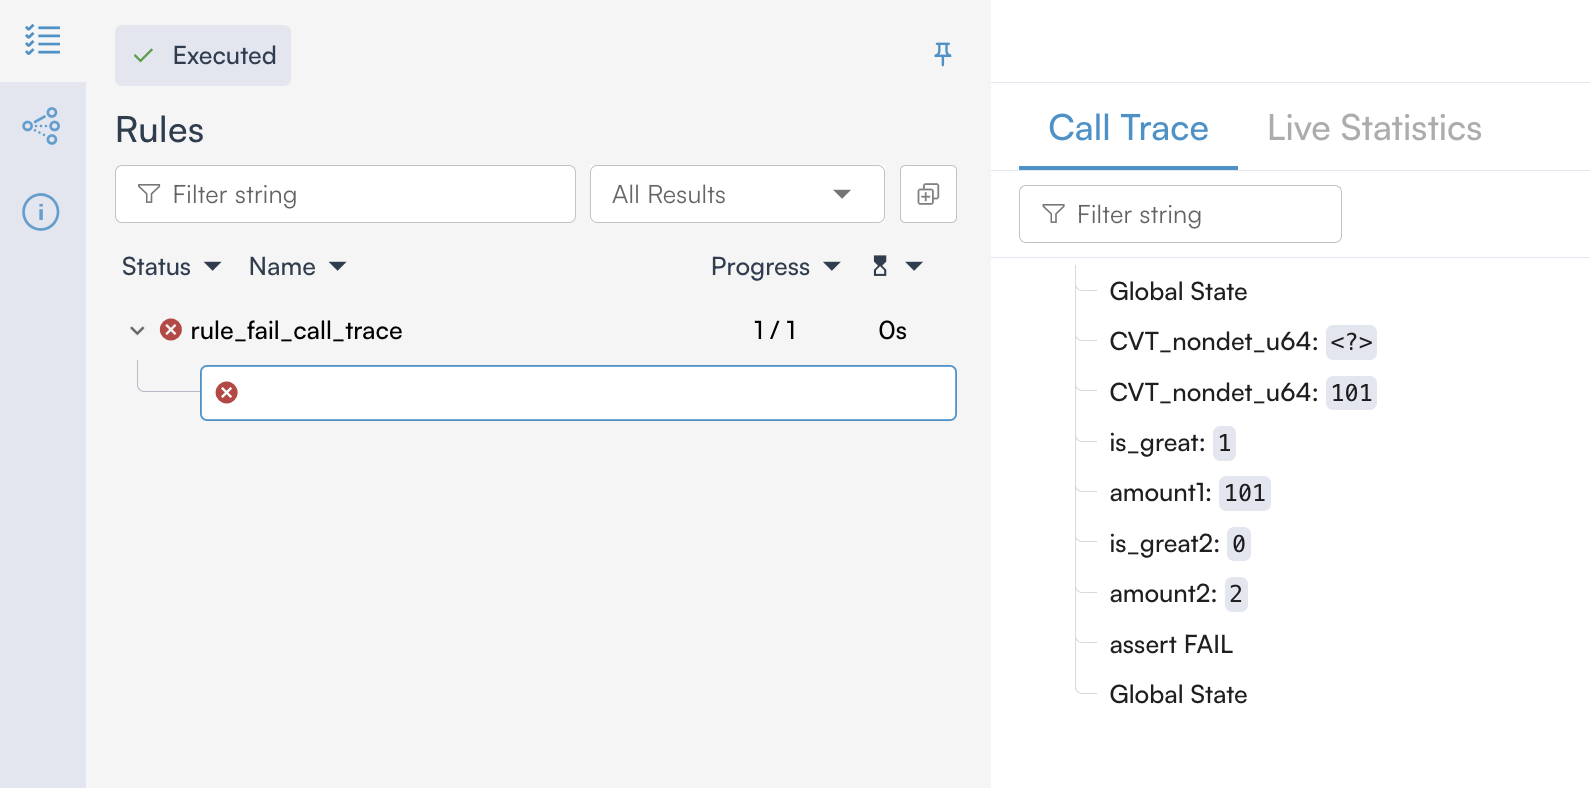 Executed
Rules
Filter string
All Results
Status Name Progress
rule_fail_call_trace 1 / 1 0s
Call Trace Live Statistics
Filter string
Global State
CVT_nondet_u64: <?>
CVT_nondet_u64: 101
is_great: 1
amount1: 101
is_great2: 0
amount2: 2
assert FAIL
Global State